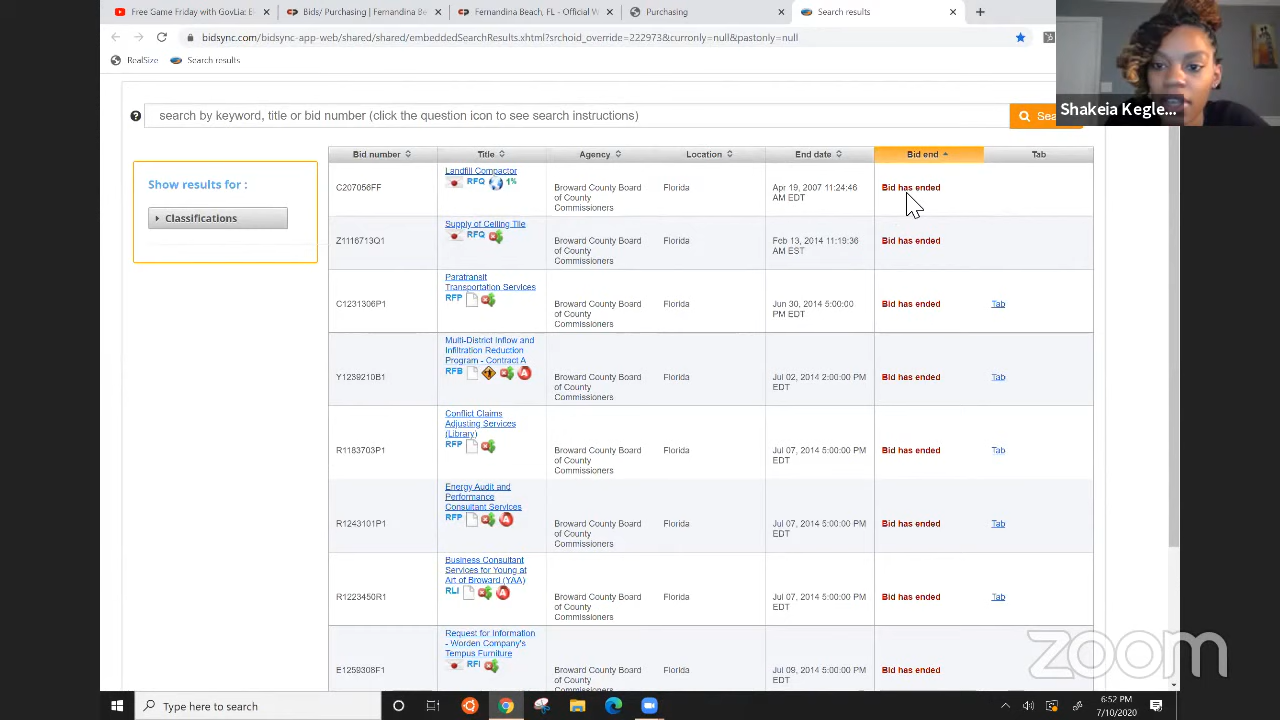 Free Game Friday with GovLia: E
Bids/ Purchasing | Fernandina Be
Fernandina Beach, FL - Official W
Purchasing
Search results
bidsync.com/bidsync-app-web/shared/shared/embeddedSearchResults.xhtml?srchoid_override=222973&curronly=null&pastonly=null
RealSize
Search results
Shakeia Kegle...
search by keyword, title or bid number (click the question icon to see search instructions)
Sea
Show results for :
Classifications
Bid number Title Agency Location End date Bid end Tab
C207056FF
Landfill Compactor
RFQ 1%
Broward County Board
of County
Commissioners
Florida
Apr 19, 2007 11:24:46
AM EDT
Bid has ended
Z1116713Q1
Supply of Ceiling Tile
RFQ
Broward County Board
of County
Commissioners
Florida
Feb 13, 2014 11:19:36
AM EST
Bid has ended
C1231306P1
Paratransit
Transportation Services
RFP
Broward County Board
of County
Commissioners
Florida
Jun 30, 2014 5:00:00
PM EDT
Bid has ended
Tab
Y1239210B1
Multi-District Inflow and
Infiltration Reduction
Program - Contract A
RFB
Broward County Board
of County
Commissioners
Florida
Jul 02, 2014 2:00:00 PM
EDT
Bid has ended
Tab
R1183703P1
Conflict Claims
Adjusting Services
(Library)
RFP
Broward County Board
of County
Commissioners
Florida
Jul 07, 2014 5:00:00 PM
EDT
Bid has ended
Tab
R1243101P1
Energy Audit and
Performance
Consultant Services
RFP
Broward County Board
of County
Commissioners
Florida
Jul 07, 2014 5:00:00 PM
EDT
Bid has ended
Tab
R1223450R1
Business Consultant
Services for Young at
Art of Broward (YAA)
RLI
Broward County Board
of County
Commissioners
Florida
Jul 07, 2014 5:00:00 PM
EDT
Bid has ended
Tab
E1259308F1
Request for Information
- Worden Company's
Tempus Furniture
RFI
Broward County Board
of County
Commissioners
Florida
Jul 09, 2014 5:00:00 PM
EDT
Bid has ended
zoom
Type here to search
6:52 PM
7/10/2020